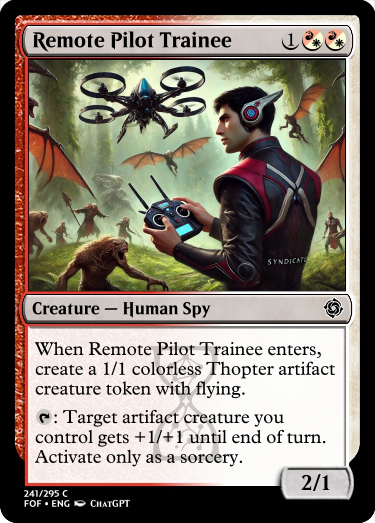 Remote Pilot Trainee 1
SYNDICATE
Creature — Human Spy
When Remote Pilot Trainee enters,
create a 1/1 colorless Thopter artifact
creature token with flying.
: Target artifact creature you
control gets +1/+1 until end of turn.
Activate only as a sorcery.
2/1
241/295 C
FOF • ENG ChatGPT